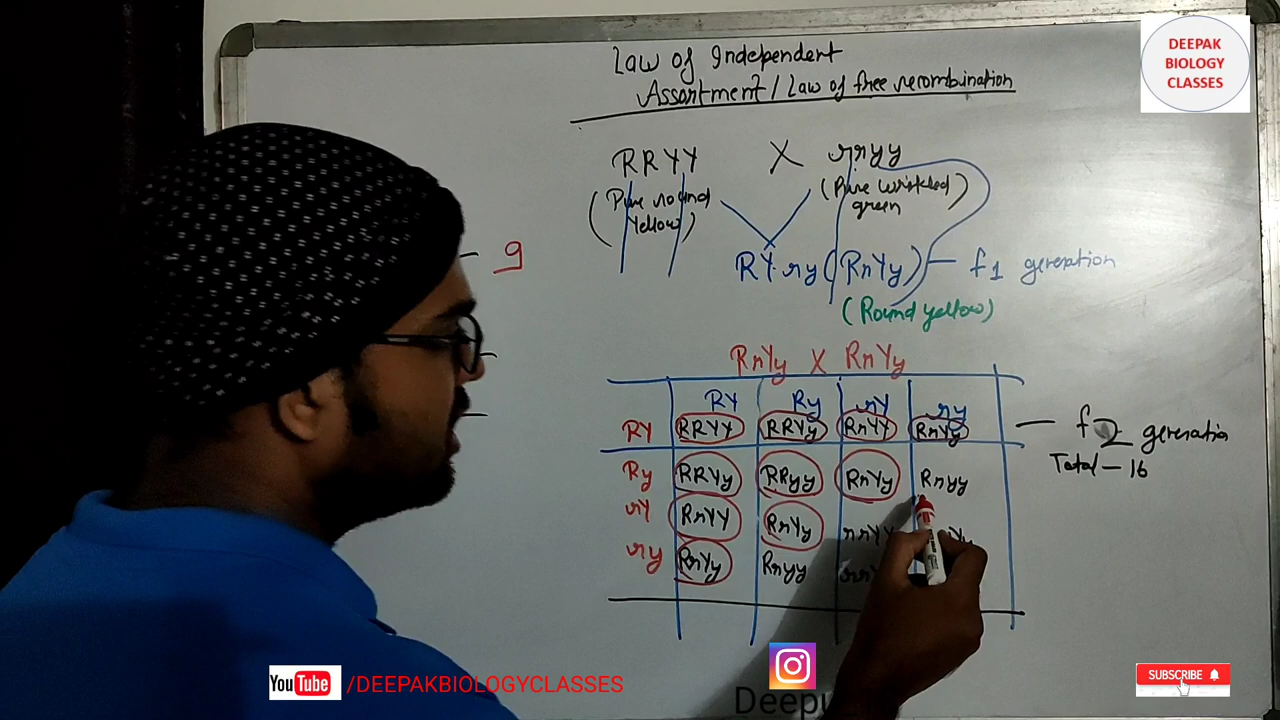 DEEPAK
BIOLOGY
CLASSES
Law of Independent
Assortment / Law of free recombination
RRYY X rryy
(Pure round
Yellow)
(Pure wrinkled)
green
RY ry (RrYy) — f1 generation
(Round yellow)
— 9
RrYy X RrYy
RY Ry rY ry
RY RRYY RRYy RrYY RrYy
Ry RRYy RRyy RrYy Rryy
rY RrYY RrYy rrYY
ry RrYy Rryy
— f2 generation
Total — 16
YouTube /DEEPAKBIOLOGYCLASSES
SUBSCRIBE